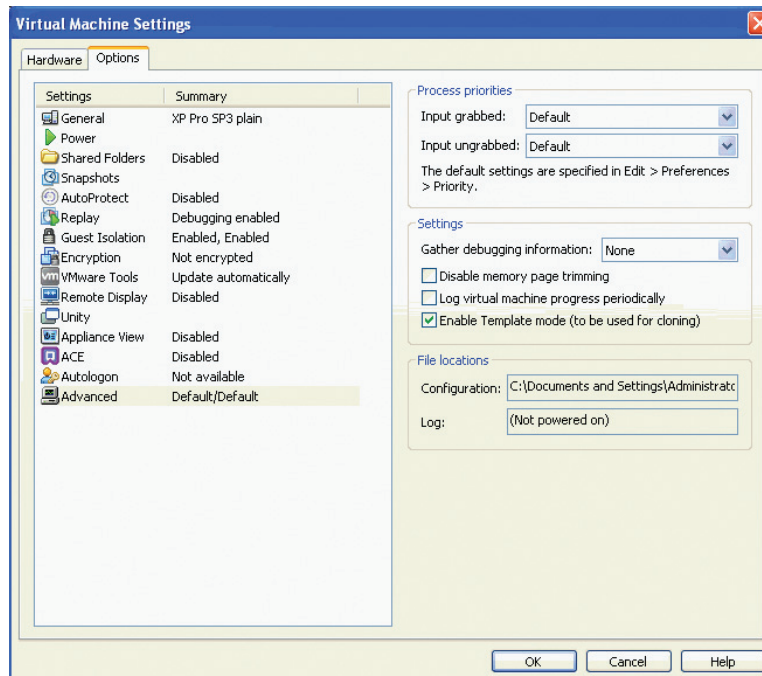 Virtual Machine Settings
Hardware
Options
Settings Summary
General XP Pro SP3 plain
Power
Shared Folders Disabled
Snapshots
AutoProtect Disabled
Replay Debugging enabled
Guest Isolation Enabled, Enabled
Encryption Not encrypted
vm VMware Tools Update automatically
Remote Display Disabled
Unity
Appliance View Disabled
ACE Disabled
Autologon Not available
Advanced Default/Default
Process priorities
Input grabbed: Default
Input ungrabbed: Default
The default settings are specified in Edit > Preferences
> Priority.
Settings
Gather debugging information: None
Disable memory page trimming
Log virtual machine progress periodically
Enable Template mode (to be used for cloning)
File locations
Configuration: C:\Documents and Settings\Administratc
Log: (Not powered on)
OK Cancel Help